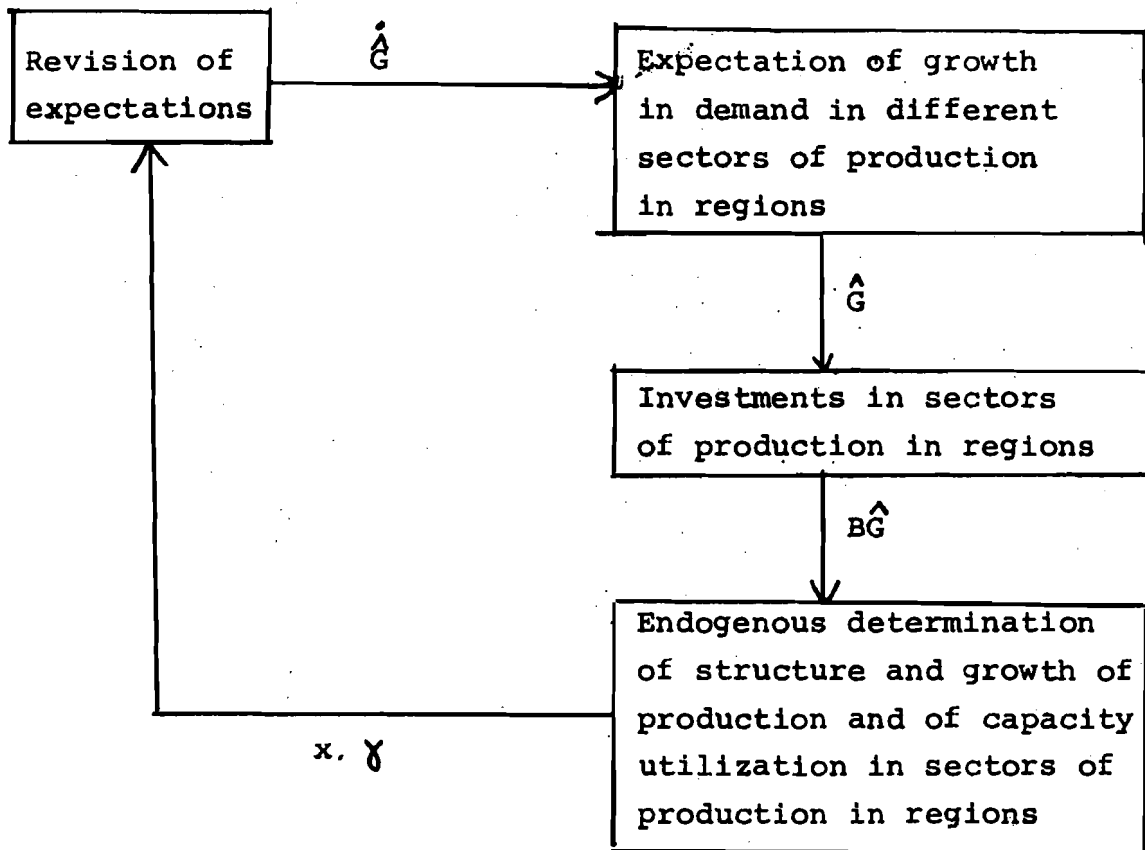 Revision of
expectations
Ĝ̇
Expectation of growth
in demand in different
sectors of production
in regions
Ĝ
Investments in sectors
of production in regions
BĜ
Endogenous determination
of structure and growth of
production and of capacity
utilization in sectors of
production in regions
x, γ